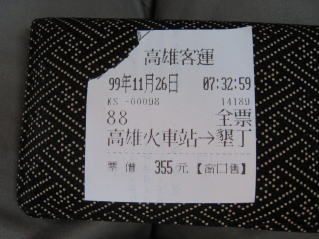 高雄客運
99年11月26日 07:32:59
KS -00098 14189
88 全票
高雄火車站→墾丁
票價 355元【窗口售】